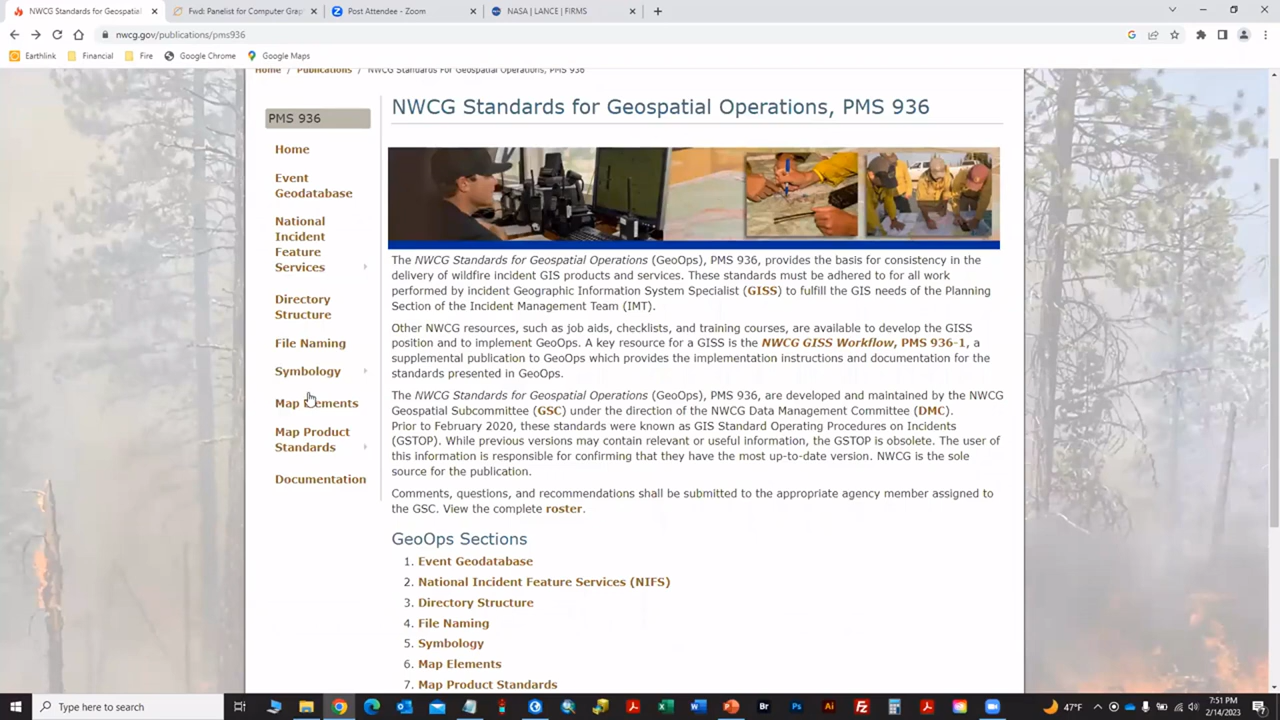 NWCG Standards for Geospatial
Fwd: Panelist for Computer Grap
Post Attendee - Zoom
NASA | LANCE | FIRMS
nwcg.gov/publications/pms936
Earthlink
Financial
Fire
Google Chrome
Google Maps
Home / Publications / NWCG Standards For Geospatial Operations, PMS 936
PMS 936
Home
Event
Geodatabase
National
Incident
Feature
Services
Directory
Structure
File Naming
Symbology
Map Elements
Map Product
Standards
Documentation
NWCG Standards for Geospatial Operations, PMS 936
The NWCG Standards for Geospatial Operations (GeoOps), PMS 936, provides the basis for consistency in the
delivery of wildfire incident GIS products and services. These standards must be adhered to for all work
performed by incident Geographic Information System Specialist (GISS) to fulfill the GIS needs of the Planning
Section of the Incident Management Team (IMT).
Other NWCG resources, such as job aids, checklists, and training courses, are available to develop the GISS
position and to implement GeoOps. A key resource for a GISS is the NWCG GISS Workflow, PMS 936-1, a
supplemental publication to GeoOps which provides the implementation instructions and documentation for the
standards presented in GeoOps.
The NWCG Standards for Geospatial Operations (GeoOps), PMS 936, are developed and maintained by the NWCG
Geospatial Subcommittee (GSC) under the direction of the NWCG Data Management Committee (DMC).
Prior to February 2020, these standards were known as GIS Standard Operating Procedures on Incidents
(GSTOP). While previous versions may contain relevant or useful information, the GSTOP is obsolete. The user of
this information is responsible for confirming that they have the most up-to-date version. NWCG is the sole
source for the publication.
Comments, questions, and recommendations shall be submitted to the appropriate agency member assigned to
the GSC. View the complete roster.
GeoOps Sections
1. Event Geodatabase
2. National Incident Feature Services (NIFS)
3. Directory Structure
4. File Naming
5. Symbology
6. Map Elements
7. Map Product Standards
Type here to search
47°F
7:51 PM
2/14/2023